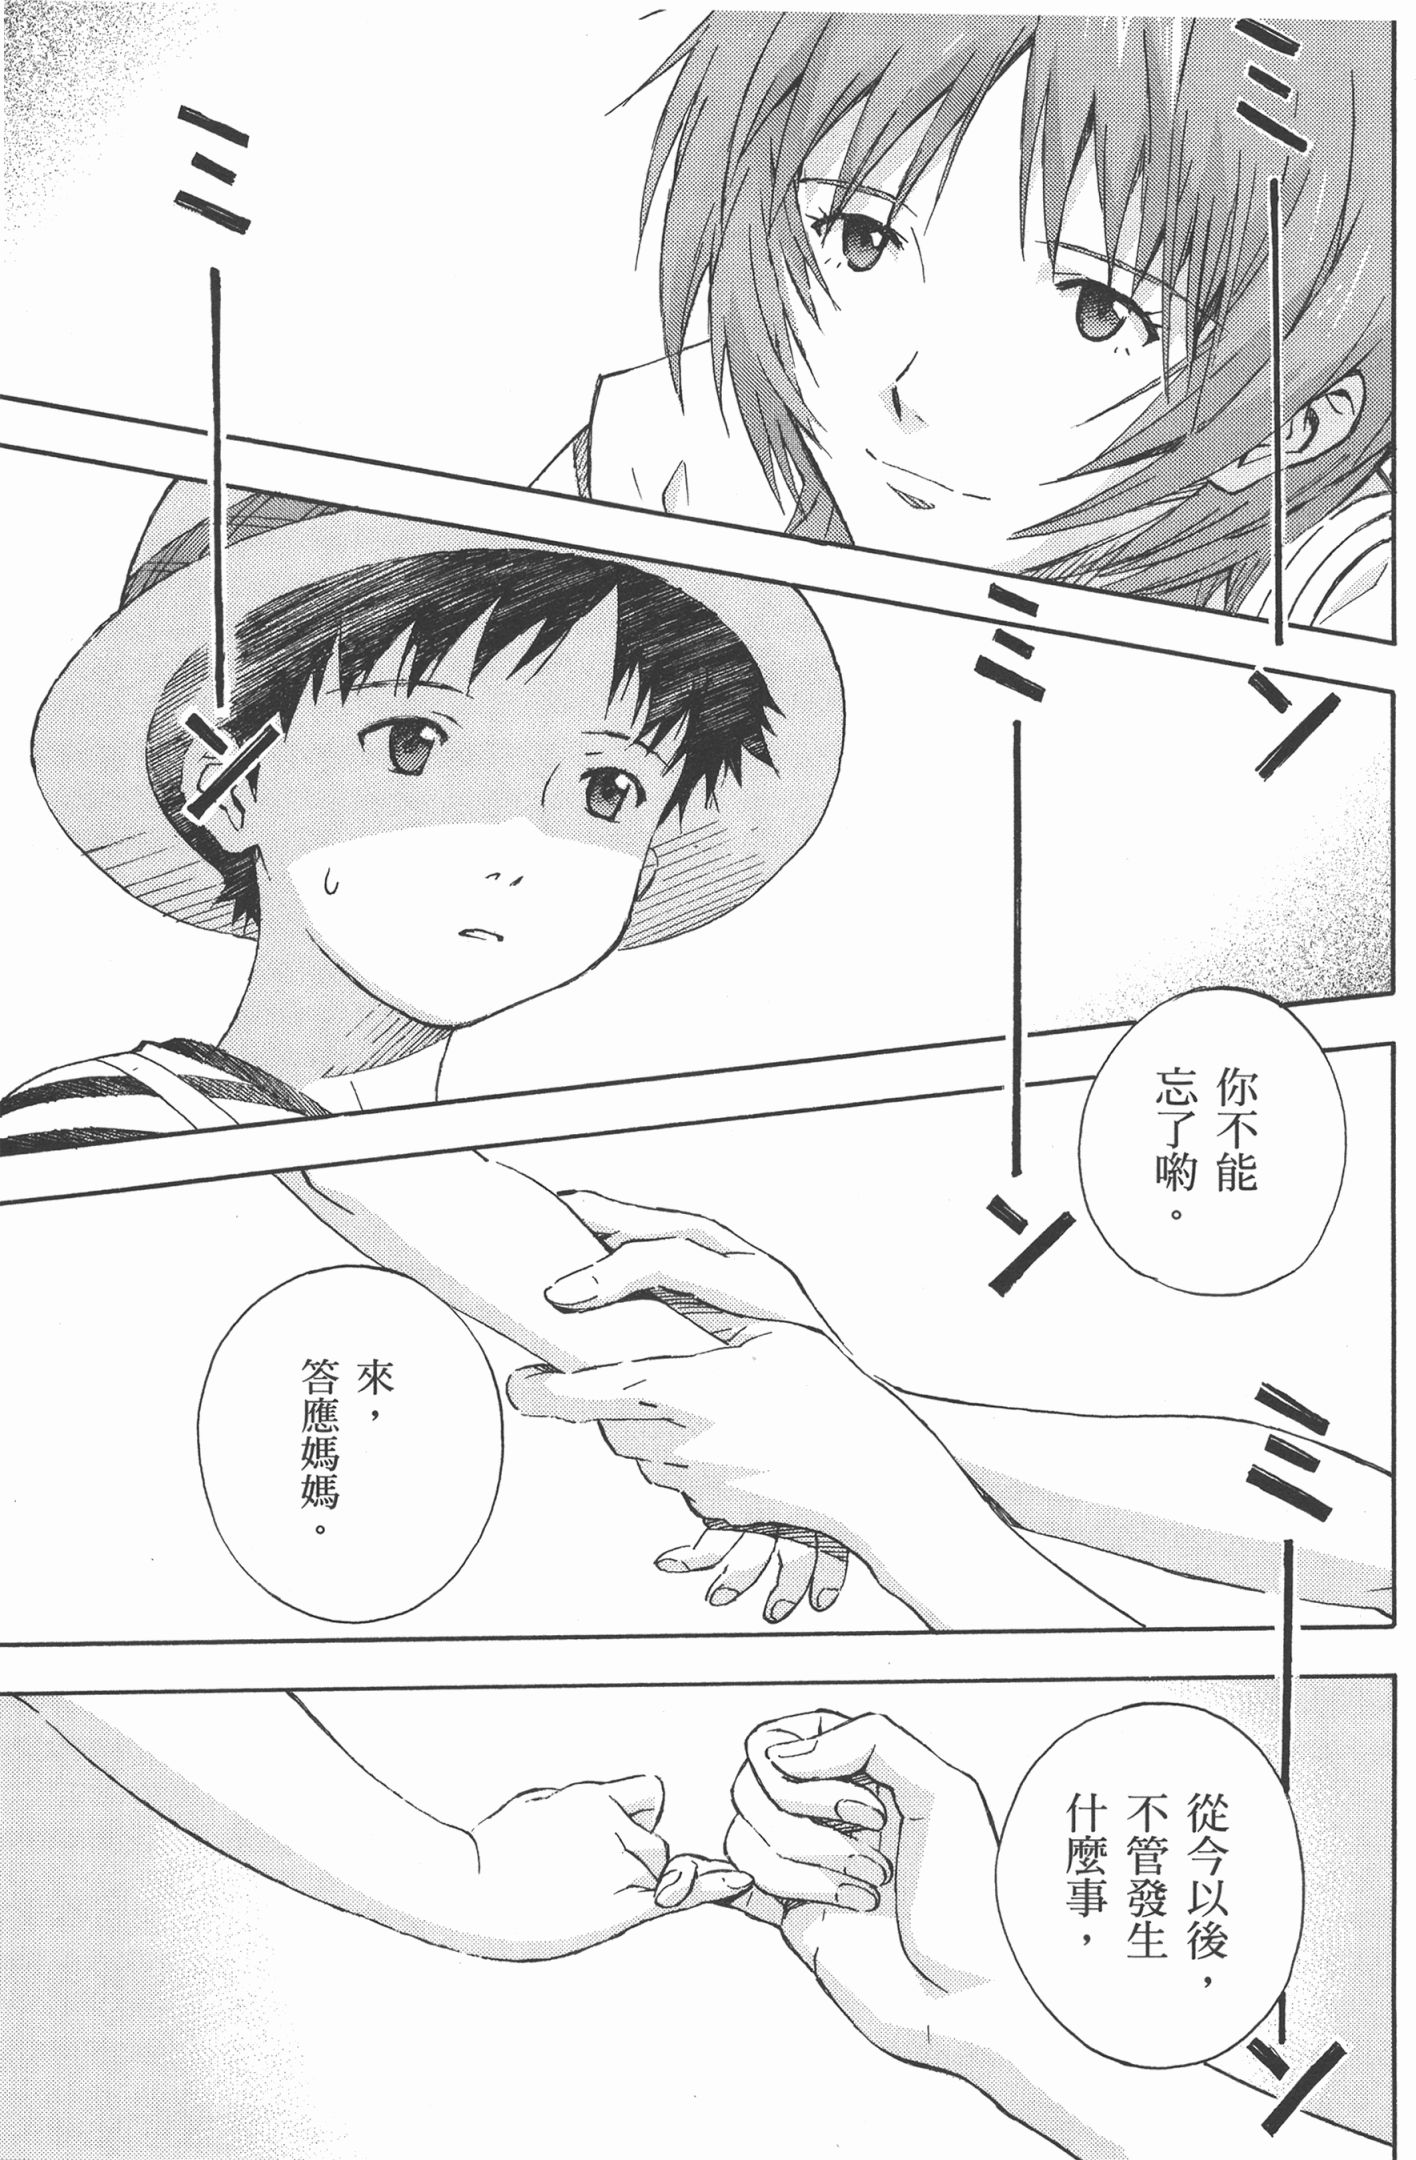 ミーン
ミーン
ミーン
你不能
忘了喲。
來，
答應媽媽。
ミーン
從今以後，
不管發生
什麼事，